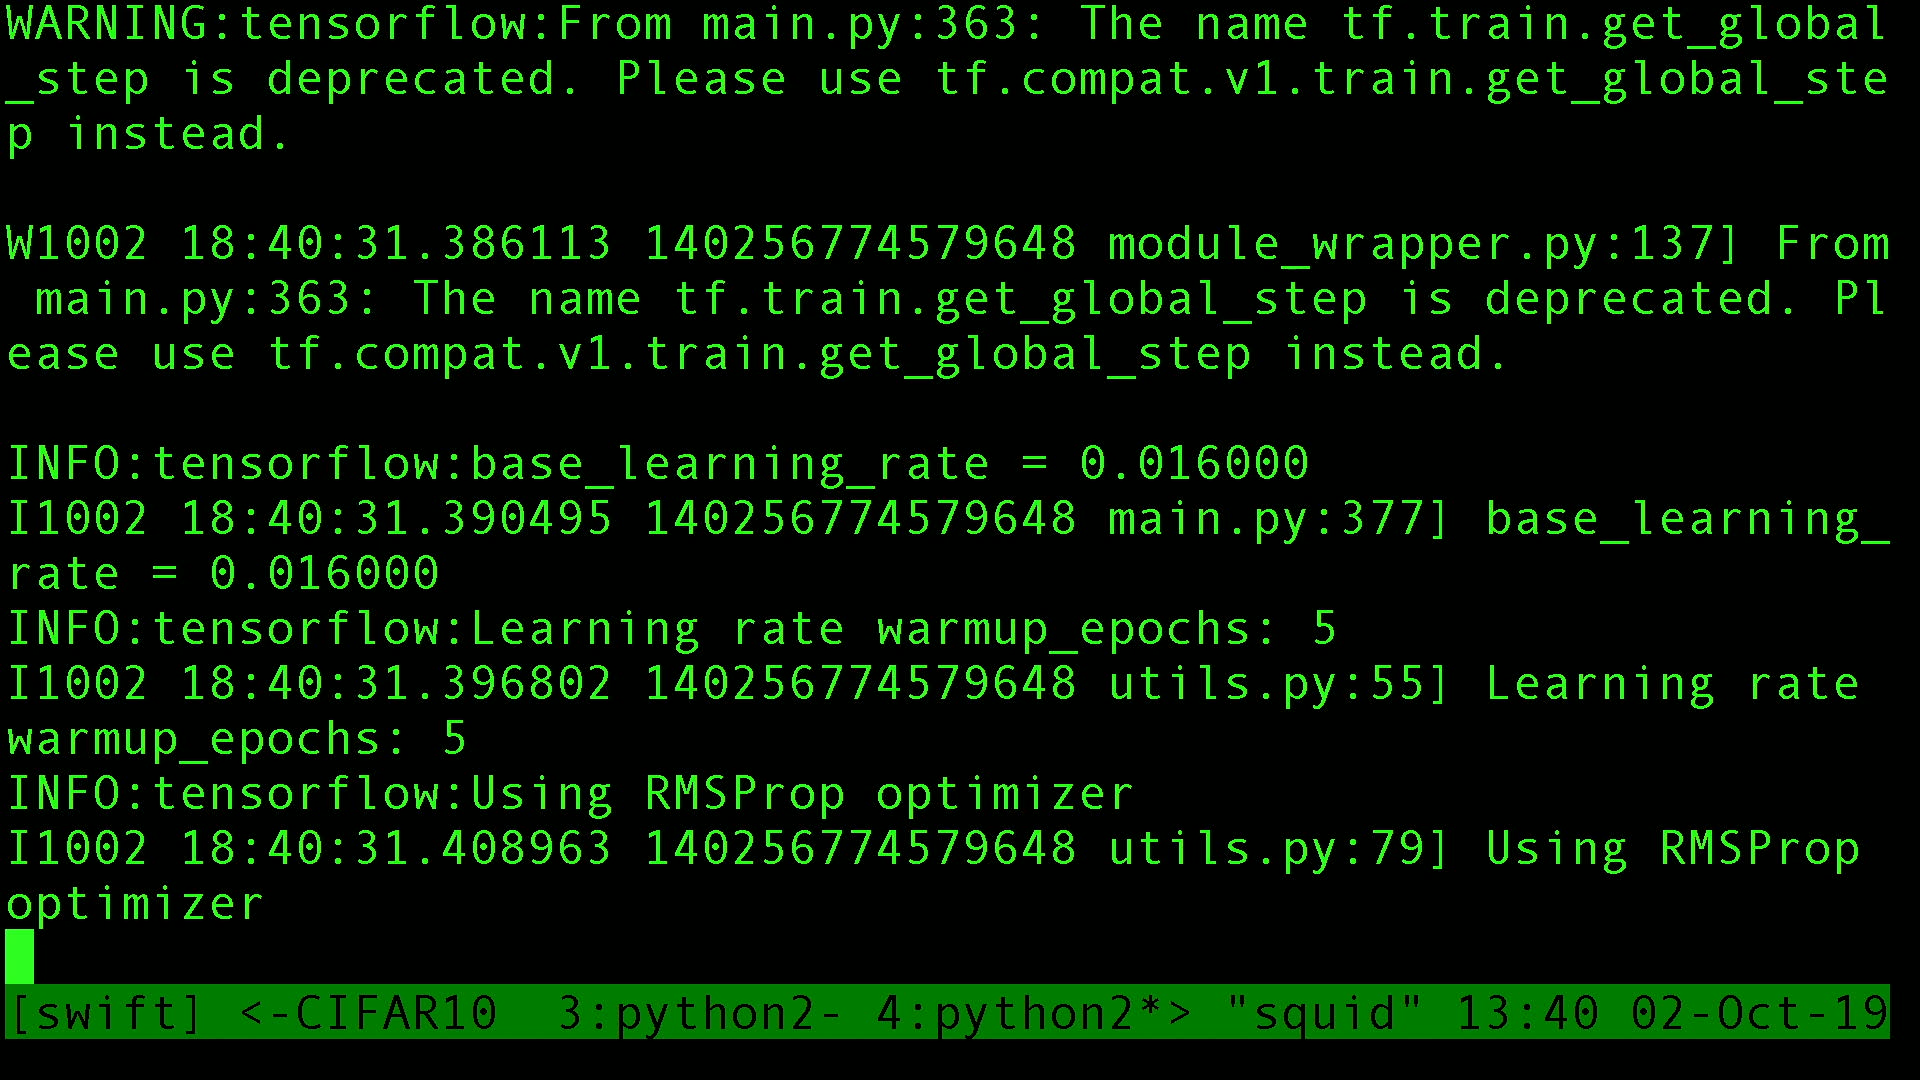 WARNING:tensorflow:From main.py:363: The name tf.train.get_global
_step is deprecated. Please use tf.compat.v1.train.get_global_ste
p instead.
W1002 18:40:31.386113 140256774579648 module_wrapper.py:137] From
 main.py:363: The name tf.train.get_global_step is deprecated. Pl
ease use tf.compat.v1.train.get_global_step instead.
INFO:tensorflow:base_learning_rate = 0.016000
I1002 18:40:31.390495 140256774579648 main.py:377] base_learning_
rate = 0.016000
INFO:tensorflow:Learning rate warmup_epochs: 5
I1002 18:40:31.396802 140256774579648 utils.py:55] Learning rate
warmup_epochs: 5
INFO:tensorflow:Using RMSProp optimizer
I1002 18:40:31.408963 140256774579648 utils.py:79] Using RMSProp
optimizer
[swift] <-CIFAR10  3:python2- 4:python2*> "squid" 13:40 02-Oct-19